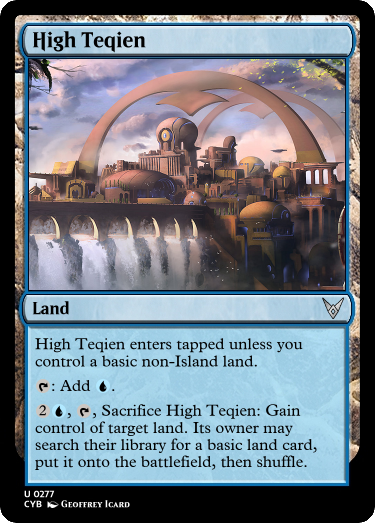 High Teqien
Land
High Teqien enters tapped unless you
control a basic non-Island land.
: Add .
2 , , Sacrifice High Teqien: Gain
control of target land. Its owner may
search their library for a basic land card,
put it onto the battlefield, then shuffle.
U 0277
CYB Geoffrey Icard